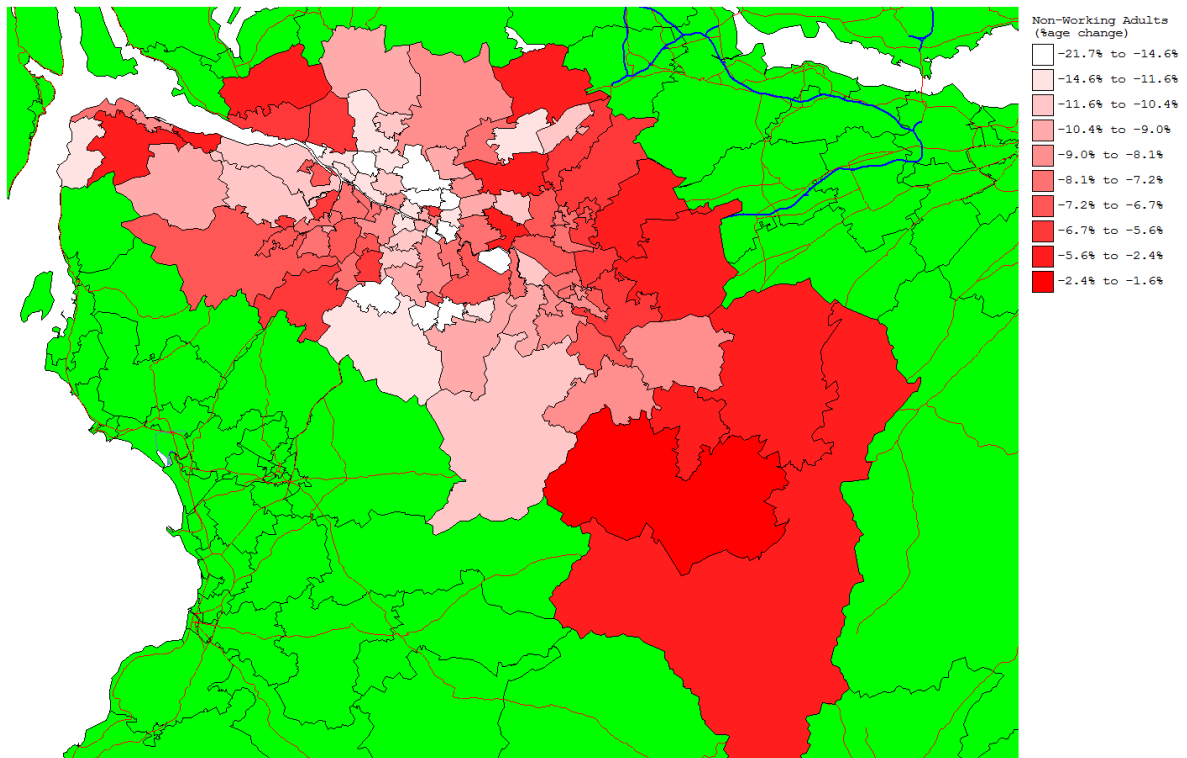 Non-Working Adults
(%age change)
-21.7% to -14.6%
-14.6% to -11.6%
-11.6% to -10.4%
-10.4% to -9.0%
-9.0% to -8.1%
-8.1% to -7.2%
-7.2% to -6.7%
-6.7% to -5.6%
-5.6% to -2.4%
-2.4% to -1.6%